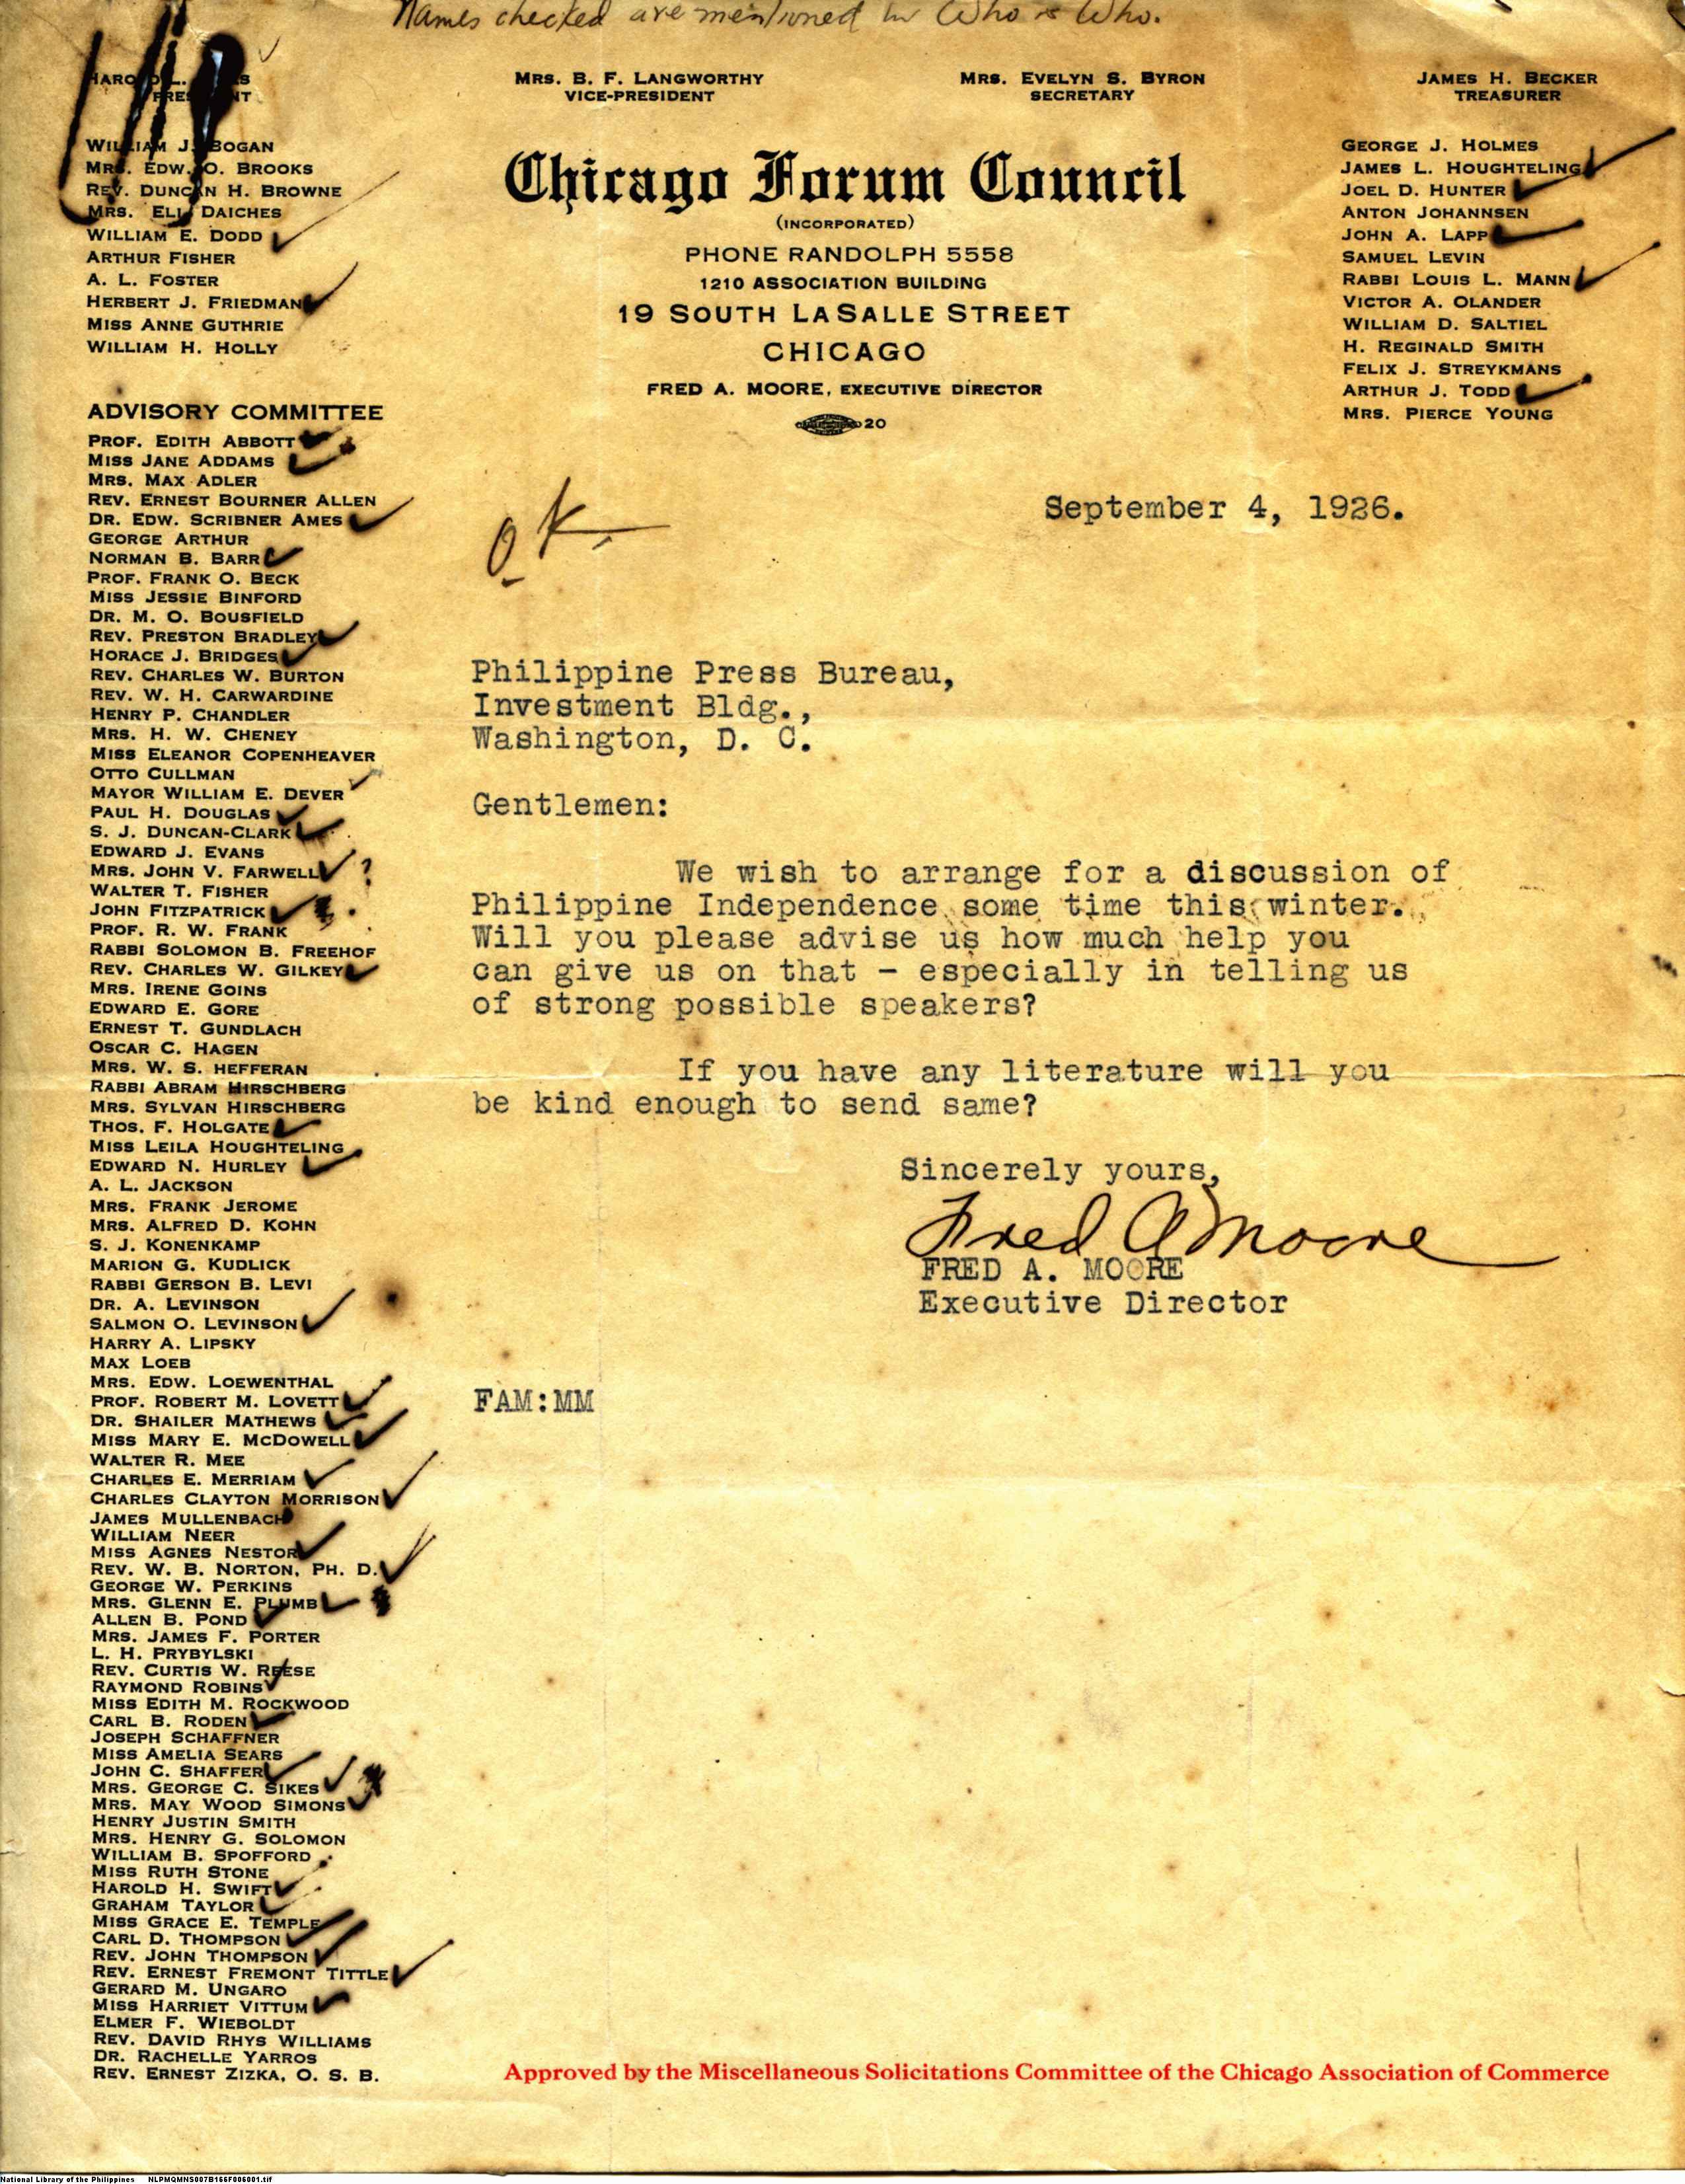 Names checked are mentioned in Who is Who.
PRESIDENT
MRS. B. F. LANGWORTHY
VICE-PRESIDENT
MRS. EVELYN S. BYRON
SECRETARY
JAMES H. BECKER
TREASURER
WILLIAM J. BOGAN
MRS. EDW. O. BROOKS
REV. DUNCAN H. BROWNE
MRS. ELI DAICHES
WILLIAM E. DODD
ARTHUR FISHER
A. L. FOSTER
HERBERT J. FRIEDMAN
MISS ANNE GUTHRIE
WILLIAM H. HOLLY
Chicago Forum Council
(INCORPORATED)
PHONE RANDOLPH 5558
1210 ASSOCIATION BUILDING
19 SOUTH LASALLE STREET
CHICAGO
FRED A. MOORE, EXECUTIVE DIRECTOR
20
GEORGE J. HOLMES
JAMES L. HOUGHTELING
JOEL D. HUNTER
ANTON JOHANNSEN
JOHN A. LAPP
SAMUEL LEVIN
RABBI LOUIS L. MANN
VICTOR A. OLANDER
WILLIAM D. SALTIEL
H. REGINALD SMITH
FELIX J. STREYKMANS
ARTHUR J. TODD
MRS. PIERCE YOUNG
ADVISORY COMMITTEE
PROF. EDITH ABBOTT
MISS JANE ADDAMS
MRS. MAX ADLER
REV. ERNEST BOURNER ALLEN
DR. EDW. SCRIBNER AMES
GEORGE ARTHUR
NORMAN B. BARR
PROF. FRANK O. BECK
MISS JESSIE BINFORD
DR. M. O. BOUSFIELD
REV. PRESTON BRADLEY
HORACE J. BRIDGES
REV. CHARLES W. BURTON
REV. W. H. CARWARDINE
HENRY P. CHANDLER
MRS. H. W. CHENEY
MISS ELEANOR COPENHEAVER
OTTO CULLMAN
MAYOR WILLIAM E. DEVER
PAUL H. DOUGLAS
S. J. DUNCAN-CLARK
EDWARD J. EVANS
MRS. JOHN V. FARWELL ?
WALTER T. FISHER
JOHN FITZPATRICK
PROF. R. W. FRANK
RABBI SOLOMON B. FREEHOF
REV. CHARLES W. GILKEY
MRS. IRENE GOINS
EDWARD E. GORE
ERNEST T. GUNDLACH
OSCAR C. HAGEN
MRS. W. S. HEFFERAN
RABBI ABRAM HIRSCHBERG
MRS. SYLVAN HIRSCHBERG
THOS. F. HOLGATE
MISS LEILA HOUGHTELING
EDWARD N. HURLEY
A. L. JACKSON
MRS. FRANK JEROME
MRS. ALFRED D. KOHN
S. J. KONENKAMP
MARION G. KUDLICK
RABBI GERSON B. LEVI
DR. A. LEVINSON
SALMON O. LEVINSON
HARRY A. LIPSKY
MAX LOEB
MRS. EDW. LOEWENTHAL
PROF. ROBERT M. LOVETT
DR. SHAILER MATHEWS
MISS MARY E. MCDOWELL
WALTER R. MEE
CHARLES E. MERRIAM
CHARLES CLAYTON MORRISON
JAMES MULLENBACH
WILLIAM NEER
MISS AGNES NESTOR
REV. W. B. NORTON, PH. D.
GEORGE W. PERKINS
MRS. GLENN E. PLUMB
ALLEN B. POND
MRS. JAMES F. PORTER
L. H. PRYBYLSKI
REV. CURTIS W. REESE
RAYMOND ROBINS
MISS EDITH M. ROCKWOOD
CARL B. RODEN
JOSEPH SCHAFFNER
MISS AMELIA SEARS
JOHN C. SHAFFER
MRS. GEORGE C. SIKES
MRS. MAY WOOD SIMONS
HENRY JUSTIN SMITH
MRS. HENRY G. SOLOMON
WILLIAM B. SPOFFORD
MISS RUTH STONE
HAROLD H. SWIFT
GRAHAM TAYLOR
MISS GRACE E. TEMPLE
CARL D. THOMPSON
REV. JOHN THOMPSON
REV. ERNEST FREMONT TITTLE
GERARD M. UNGARO
MISS HARRIET VITTUM
ELMER F. WIEBOLDT
REV. DAVID RHYS WILLIAMS
DR. RACHELLE YARROS
REV. ERNEST ZIZKA, O. S. B.
September 4, 1926.
O.K.
Philippine Press Bureau,
Investment Bldg.,
Washington, D. C.
Gentlemen:
We wish to arrange for a discussion of
Philippine Independence some time this winter.
Will you please advise us how much help you
can give us on that - especially in telling us
of strong possible speakers?
If you have any literature will you
be kind enough to send same?
Sincerely yours,
Fred A Moore
FRED A. MOORE
Executive Director
FAM:MM
Approved by the Miscellaneous Solicitations Committee of the Chicago Association of Commerce
National Library of the Philippines NLPMQMNS007B166F006001.tif